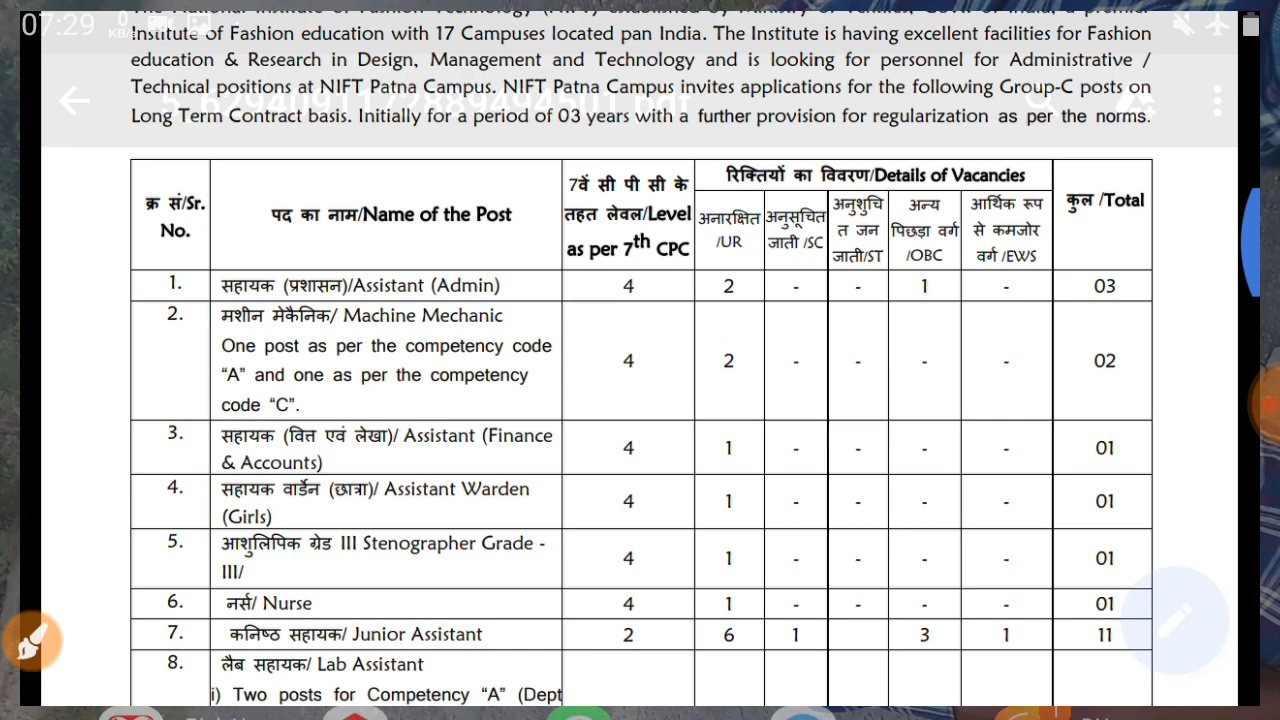 07:29
0
KB/
Institute of Fashion education with 17 Campuses located pan India. The Institute is having excellent facilities for Fashion
education & Research in Design, Management and Technology and is looking for personnel for Administrative /
Technical positions at NIFT Patna Campus. NIFT Patna Campus invites applications for the following Group-C posts on
Long Term Contract basis. Initially for a period of 03 years with a further provision for regularization as per the norms.
क्र सं/Sr. No. पद का नाम/Name of the Post 7वें सी पी सी के तहत लेवल/Level as per 7th CPC रिक्तियों का विवरण/Details of Vacancies कुल /Total
अनारक्षित /UR अनुसूचित जाती /SC अनुशुचि त जन जाती/ST अन्य पिछड़ा वर्ग /OBC आर्थिक रूप से कमजोर वर्ग /EWS
1. सहायक (प्रशासन)/Assistant (Admin) 4 2 - - 1 - 03
2. मशीन मेकैनिक/ Machine Mechanic
One post as per the competency code
"A" and one as per the competency
code "C". 4 2 - - - - 02
3. सहायक (वित्त एवं लेखा)/ Assistant (Finance
& Accounts) 4 1 - - - - 01
4. सहायक वार्डेन (छात्रा)/ Assistant Warden
(Girls) 4 1 - - - - 01
5. आशुलिपिक ग्रेड III Stenographer Grade -
III/ 4 1 - - - - 01
6. नर्स/ Nurse 4 1 - - - - 01
7. कनिष्ठ सहायक/ Junior Assistant 2 6 1 3 1 11
8. लैब सहायक/ Lab Assistant
i) Two posts for Competency "A" (Dept